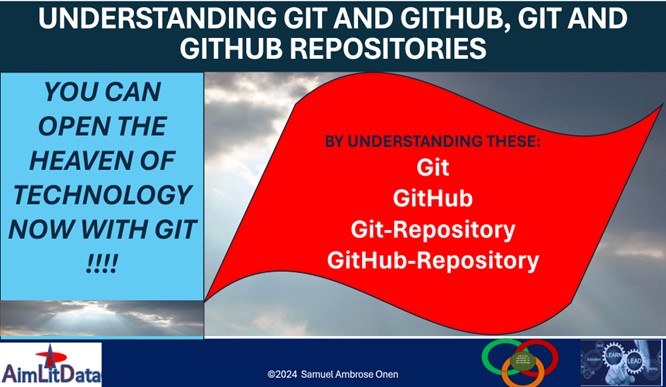 UNDERSTANDING GIT AND GITHUB, GIT AND
GITHUB REPOSITORIES
YOU CAN
OPEN THE
HEAVEN OF
TECHNOLOGY
NOW WITH GIT
!!!!
BY UNDERSTANDING THESE:
Git
GitHub
Git-Repository
GitHub-Repository
AimLitData
©2024 Samuel Ambrose Onen
LEARN
LEAD